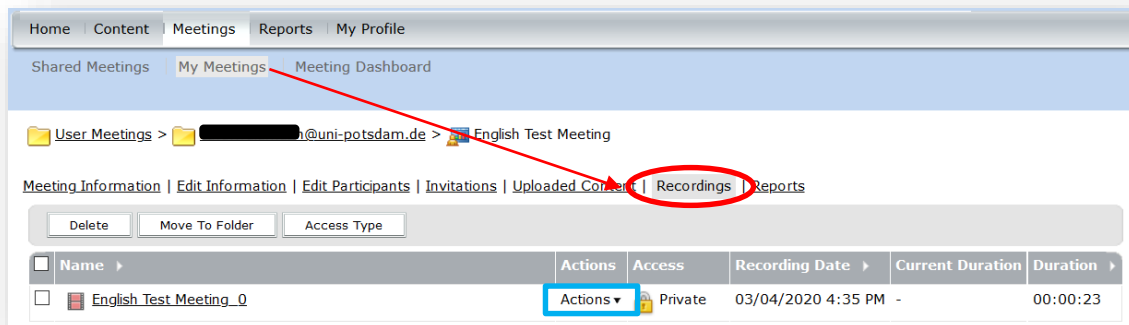 Home Content Meetings Reports My Profile
Shared Meetings My Meetings Meeting Dashboard
User Meetings > @uni-potsdam.de > English Test Meeting
Meeting Information | Edit Information | Edit Participants | Invitations | Uploaded Content | Recordings | Reports
Delete Move To Folder Access Type
Name Actions Access Recording Date Current Duration Duration
English Test Meeting_0 Actions Private 03/04/2020 4:35 PM - 00:00:23